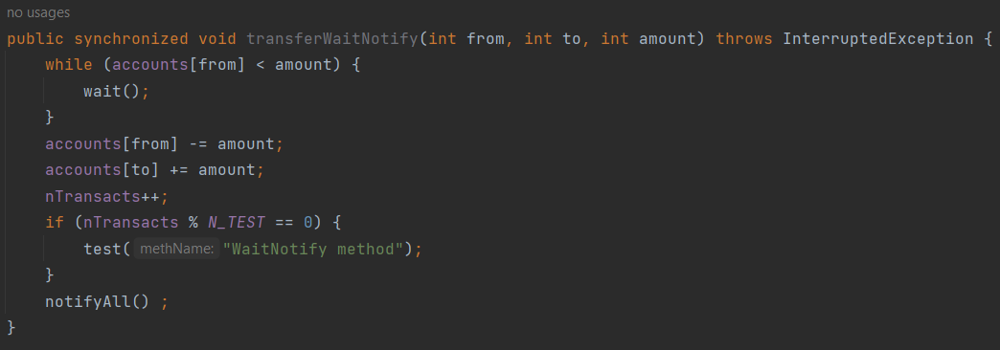 no usages
public synchronized void transferWaitNotify(int from, int to, int amount) throws InterruptedException {
    while (accounts[from] < amount) {
        wait();
    }
    accounts[from] -= amount;
    accounts[to] += amount;
    nTransacts++;
    if (nTransacts % N_TEST == 0) {
        test( methName: "WaitNotify method");
    }
    notifyAll() ;
}